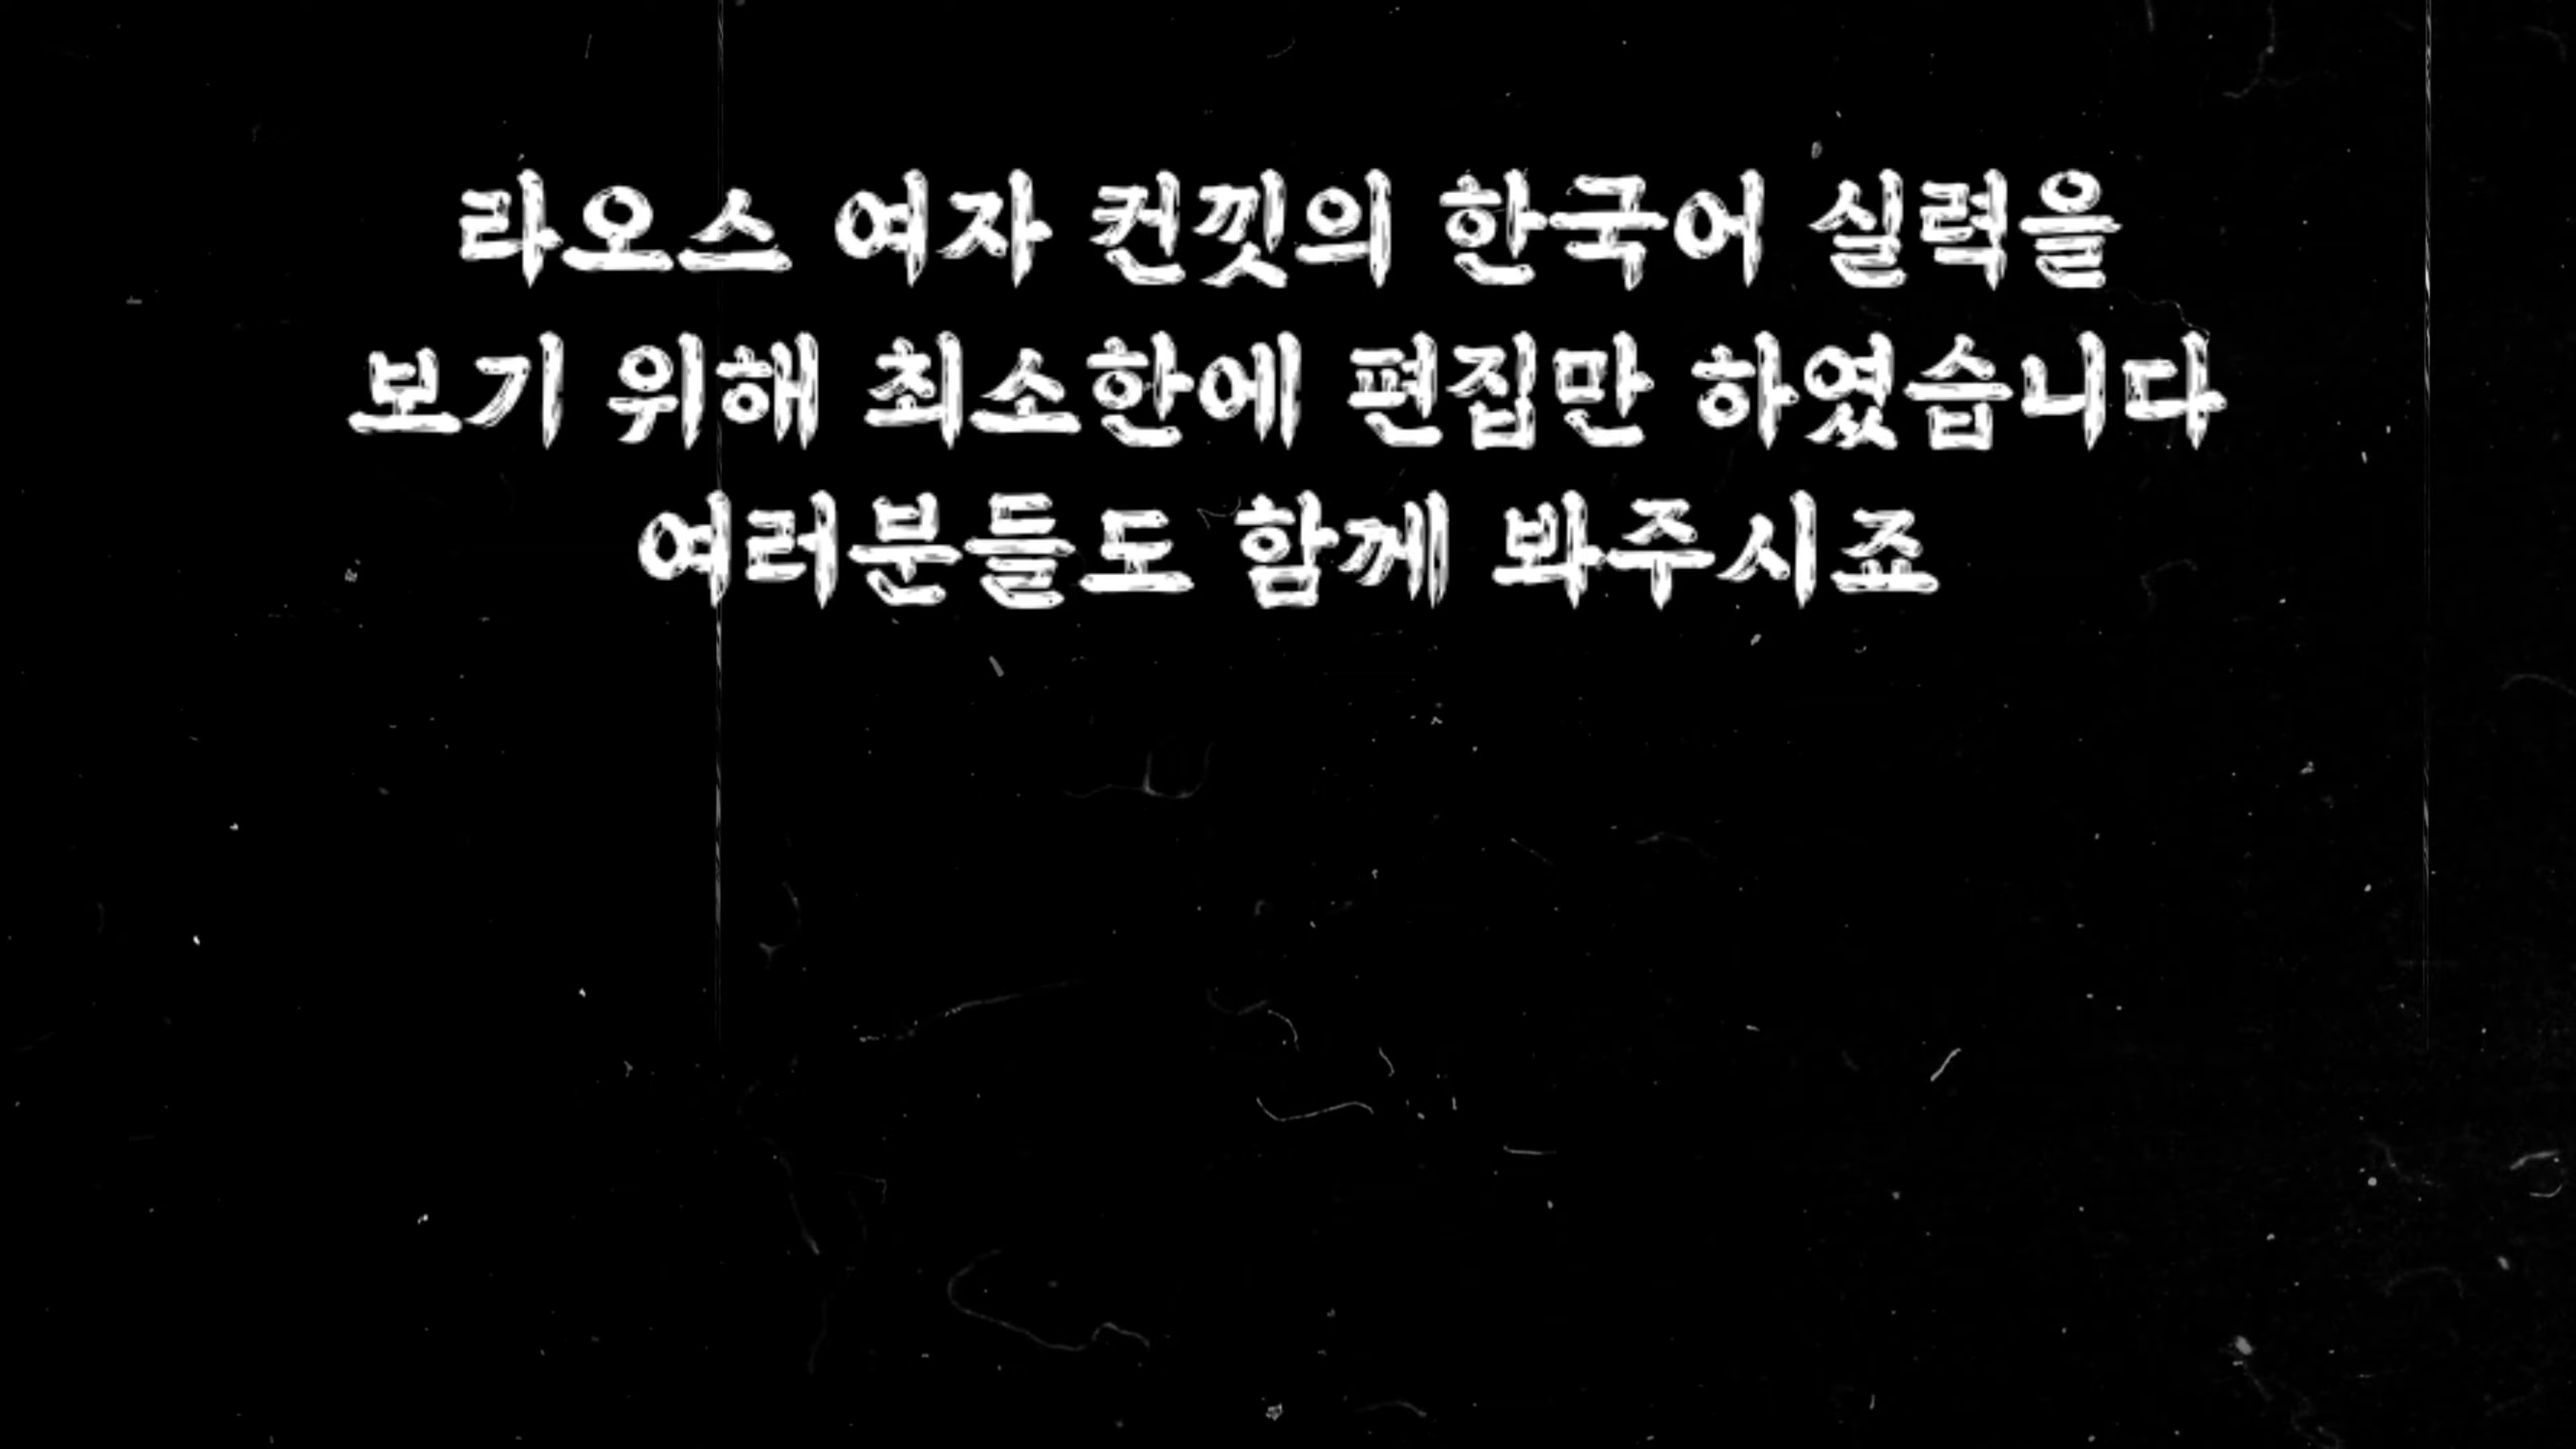 라오스 여자 컨낏의 한국어 실력을
보기 위해 최소한에 편집만 하였습니다
여러분들도 함께 봐주시죠